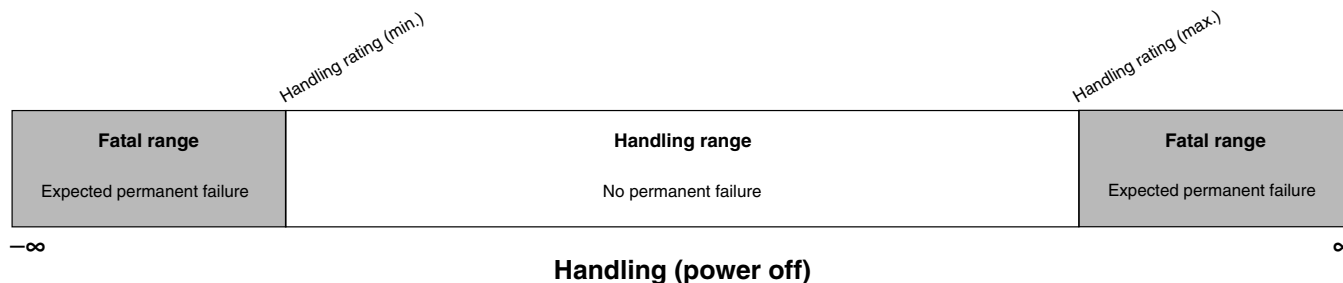 Handling rating (min.)
Handling rating (max.)
Fatal range
Handling range
Fatal range
Expected permanent failure
No permanent failure
Expected permanent failure
–∞
∞
Handling (power off)